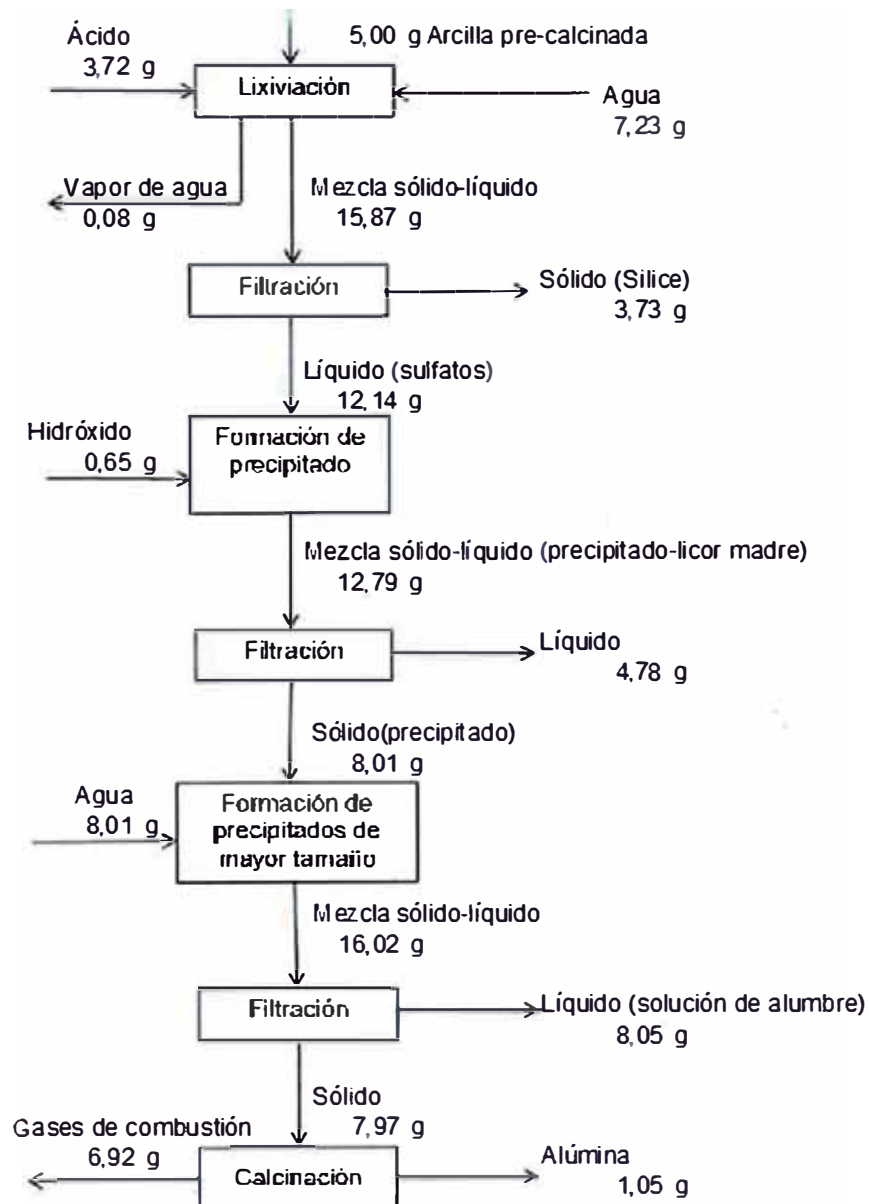 Ácido
3,72 g
5,00 g Arcilla pre-calcinada
Lixiviación
Agua
7,23 g
Vapor de agua
0,08 g
Mezcla sólido-líquido
15,87 g
Filtración
Sólido (Silice)
3,73 g
Líquido (sulfatos)
12,14 g
Hidróxido
0,65 g
Formación de
precipitado
Mezcla sólido-líquido (precipitado-licor madre)
12,79 g
Filtración
Líquido
4,78 g
Sólido(precipitado)
8,01 g
Agua
8,01 g
Formación de
precipitados de
mayor tamaño
Mezcla sólido-líquido
16,02 g
Filtración
Líquido (solución de alumbre)
8,05 g
Sólido
7,97 g
Gases de combustión
6,92 g
Calcinación
Alúmina
1,05 g